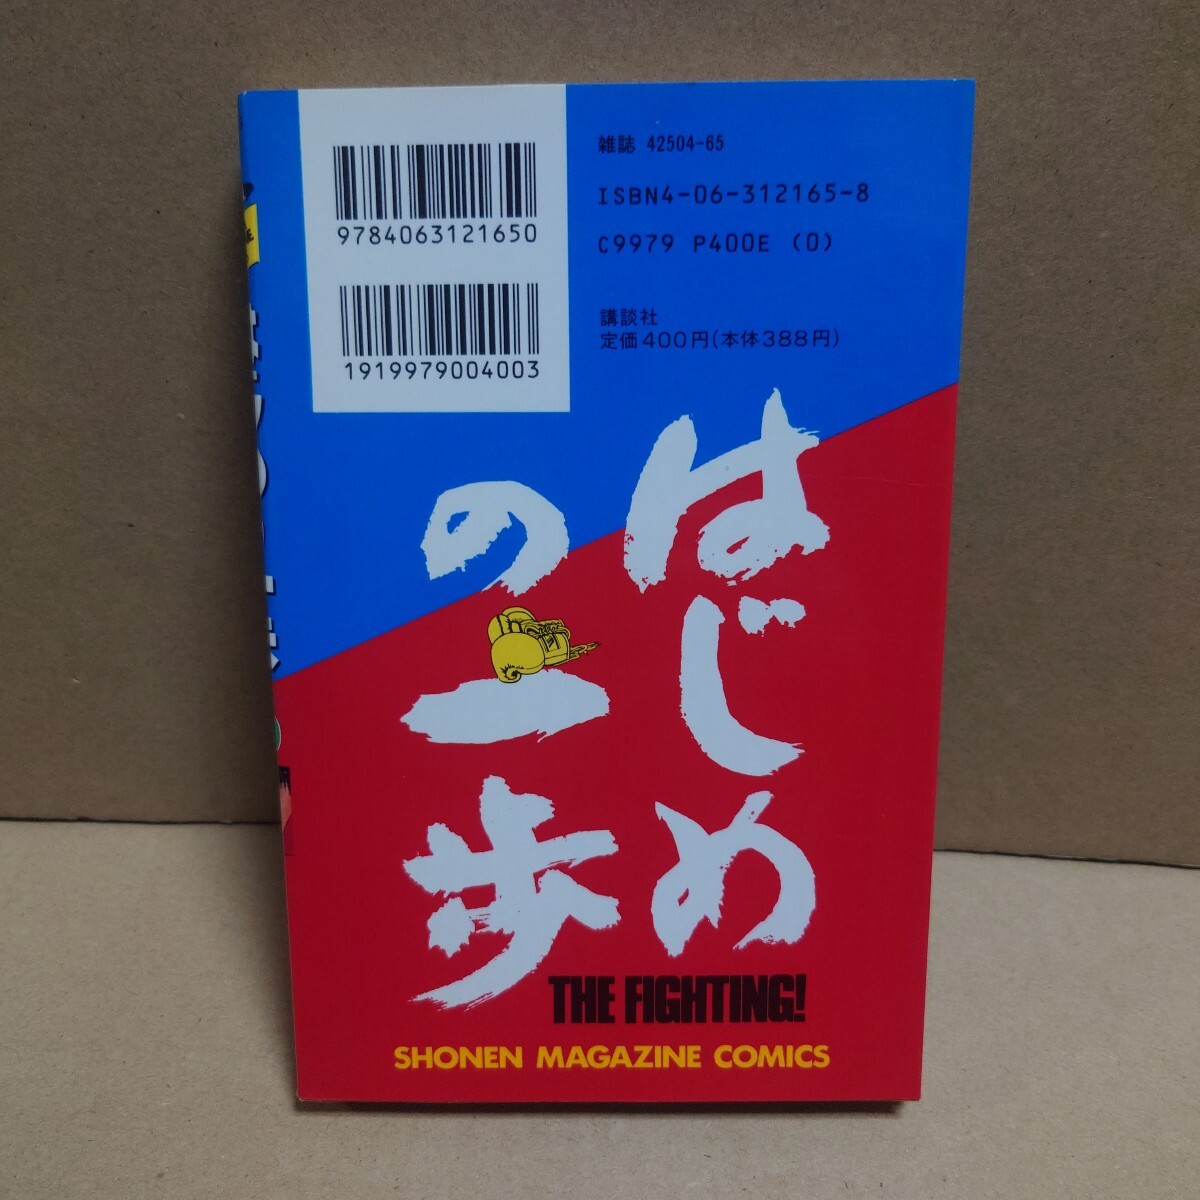 9784063121650
1919979004003
雑誌 42504-65
ISBN4-06-312165-8
C9979 P400E (0)
講談社
定価400円(本体388円)
はじめ
の一歩
THE FIGHTING!
SHONEN MAGAZINE COMICS